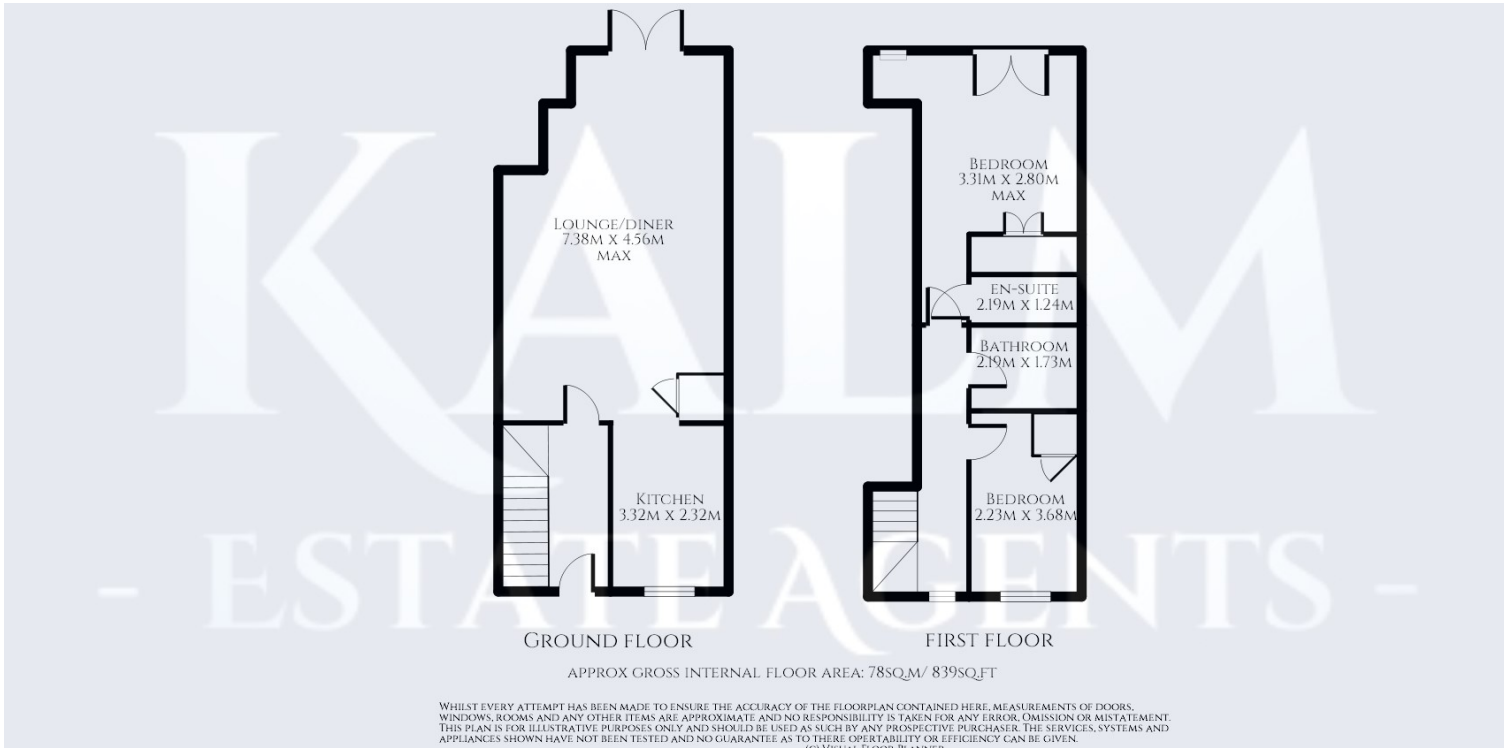 KALM
- ESTATE AGENTS -
LOUNGE/DINER
7.38M X 4.56M
MAX
KITCHEN
3.32M X 2.32M
GROUND FLOOR
BEDROOM
3.31M X 2.80M
MAX
EN-SUITE
2.19M X 1.24M
BATHROOM
2.19M X 1.73M
BEDROOM
2.23M X 3.68M
FIRST FLOOR
APPROX GROSS INTERNAL FLOOR AREA: 78SQ.M/ 839SQ.FT
WHILST EVERY ATTEMPT HAS BEEN MADE TO ENSURE THE ACCURACY OF THE FLOORPLAN CONTAINED HERE, MEASUREMENTS OF DOORS,
WINDOWS, ROOMS AND ANY OTHER ITEMS ARE APPROXIMATE AND NO RESPONSIBILITY IS TAKEN FOR ANY ERROR, OMISSION OR MISTATEMENT.
THIS PLAN IS FOR ILLUSTRATIVE PURPOSES ONLY AND SHOULD BE USED AS SUCH BY ANY PROSPECTIVE PURCHASER. THE SERVICES, SYSTEMS AND
APPLIANCES SHOWN HAVE NOT BEEN TESTED AND NO GUARANTEE AS TO THERE OPERTABILITY OR EFFICIENCY CAN BE GIVEN.
(C) VISUAL FLOOR PLANNER